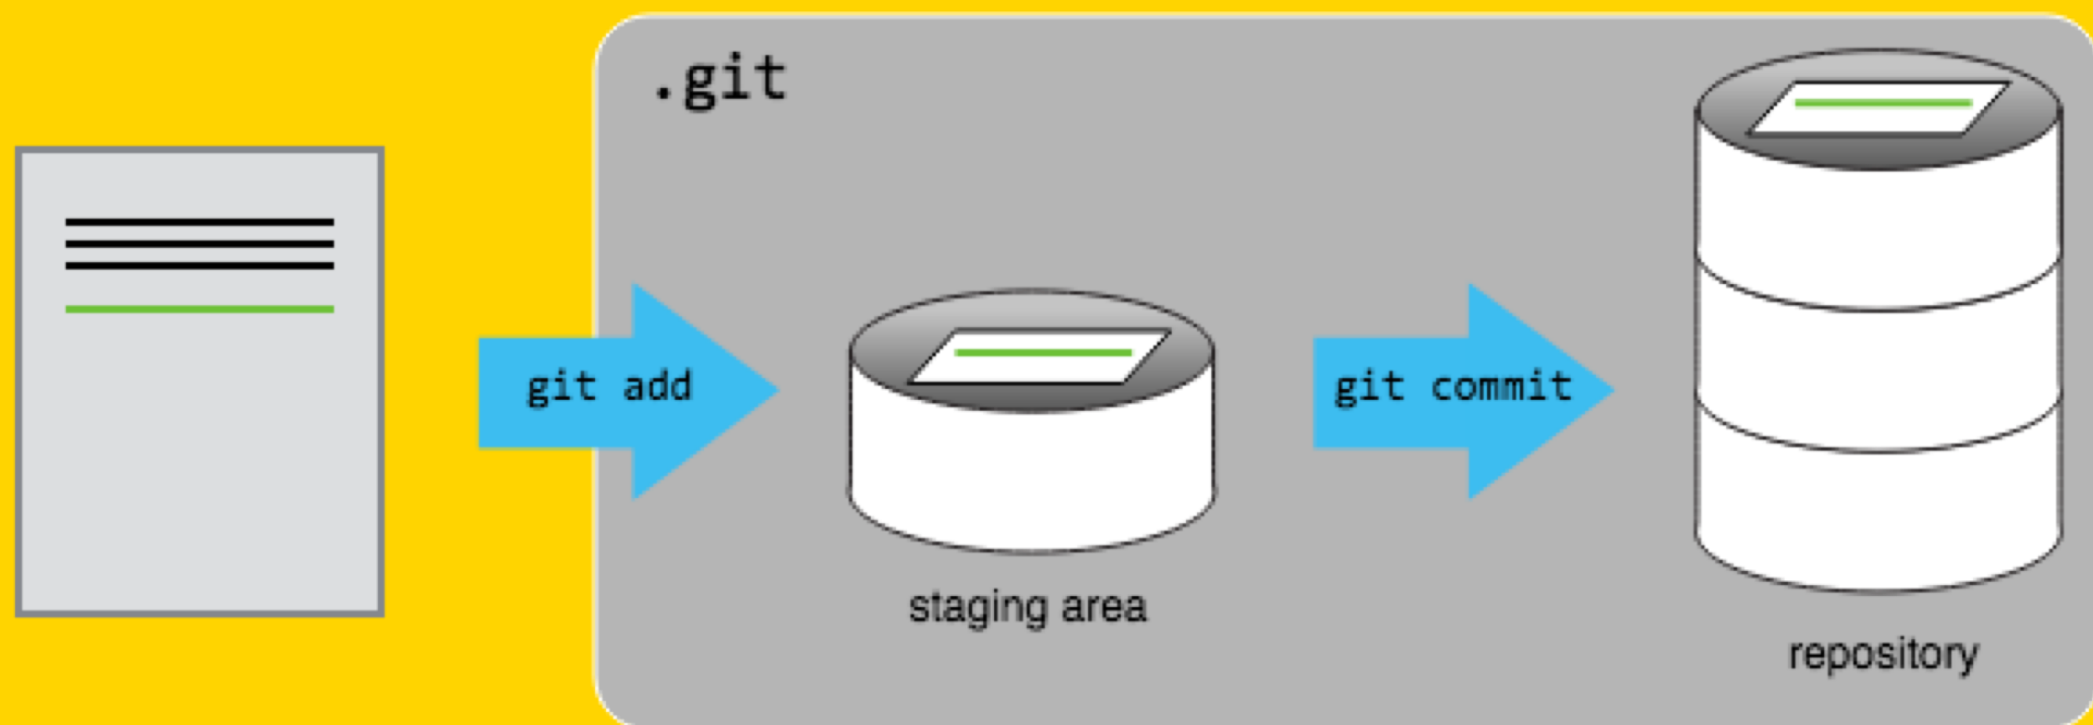 .git
git add
git commit
staging area
repository